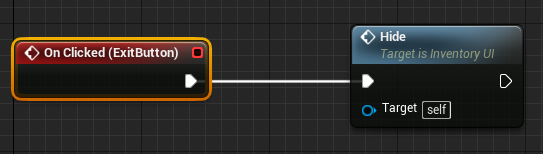 On Clicked (ExitButton)
Hide
Target is Inventory UI
Target self